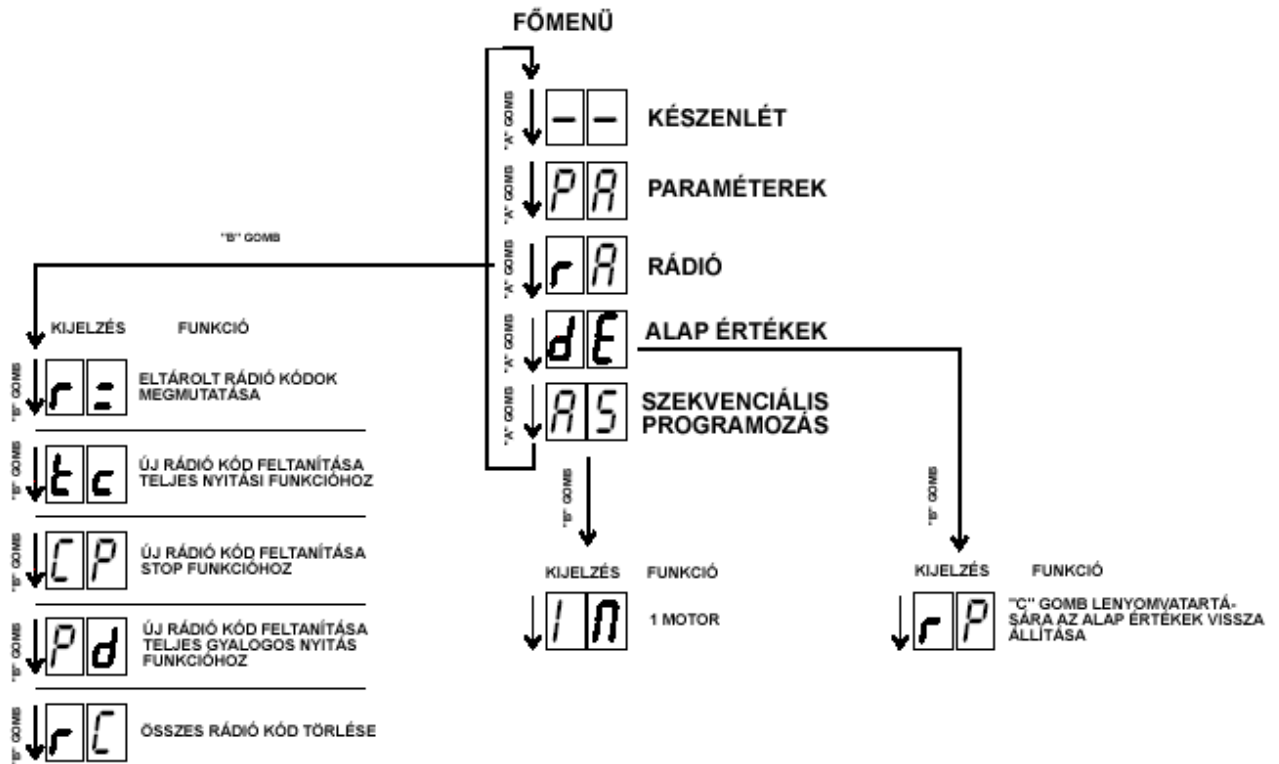 FŐMENÜ
"A" GOMB
- -
KÉSZENLÉT
"A" GOMB
PA
PARAMÉTEREK
"A" GOMB
rA
RÁDIÓ
"A" GOMB
dE
ALAP ÉRTÉKEK
"A" GOMB
AS
SZEKVENCIÁLIS
PROGRAMOZÁS
"B" GOMB
KIJELZÉS FUNKCIÓ
"B" GOMB
r=
ELTÁROLT RÁDIÓ KÓDOK
MEGMUTATÁSA
"B" GOMB
tc
ÚJ RÁDIÓ KÓD FELTANÍTÁSA
TELJES NYITÁSI FUNKCIÓHOZ
"B" GOMB
CP
ÚJ RÁDIÓ KÓD FELTANÍTÁSA
STOP FUNKCIÓHOZ
"B" GOMB
Pd
ÚJ RÁDIÓ KÓD FELTANÍTÁSA
TELJES GYALOGOS NYITÁS
FUNKCIÓHOZ
"B" GOMB
rC
ÖSSZES RÁDIÓ KÓD TÖRLÉSE
"B" GOMB
KIJELZÉS FUNKCIÓ
1 MOTOR
"B" GOMB
KIJELZÉS FUNKCIÓ
rP
"C" GOMB LENYOMVATARTÁ-
SÁRA AZ ALAP ÉRTÉKEK VISSZA
ÁLLÍTÁSA